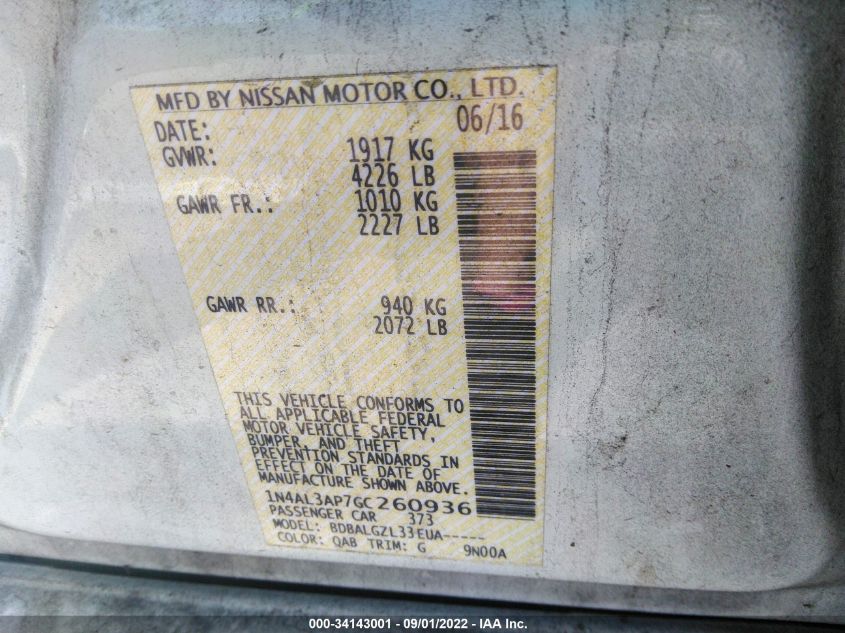 MFD BY NISSAN MOTOR CO., LTD.
DATE: 06/16
GVWR: 1917 KG
4226 LB
GAWR FR.: 1010 KG
2227 LB
GAWR RR.: 940 KG
2072 LB
THIS VEHICLE CONFORMS TO
ALL APPLICABLE FEDERAL
MOTOR VEHICLE SAFETY,
BUMPER, AND THEFT
PREVENTION STANDARDS IN
EFFECT ON THE DATE OF
MANUFACTURE SHOWN ABOVE.
1N4AL3AP7GC260936
PASSENGER CAR 373
MODEL: BDBALGZL33EUA-----
COLOR: QAB TRIM: G 9N00A
000-34143001 - 09/01/2022 - IAA Inc.